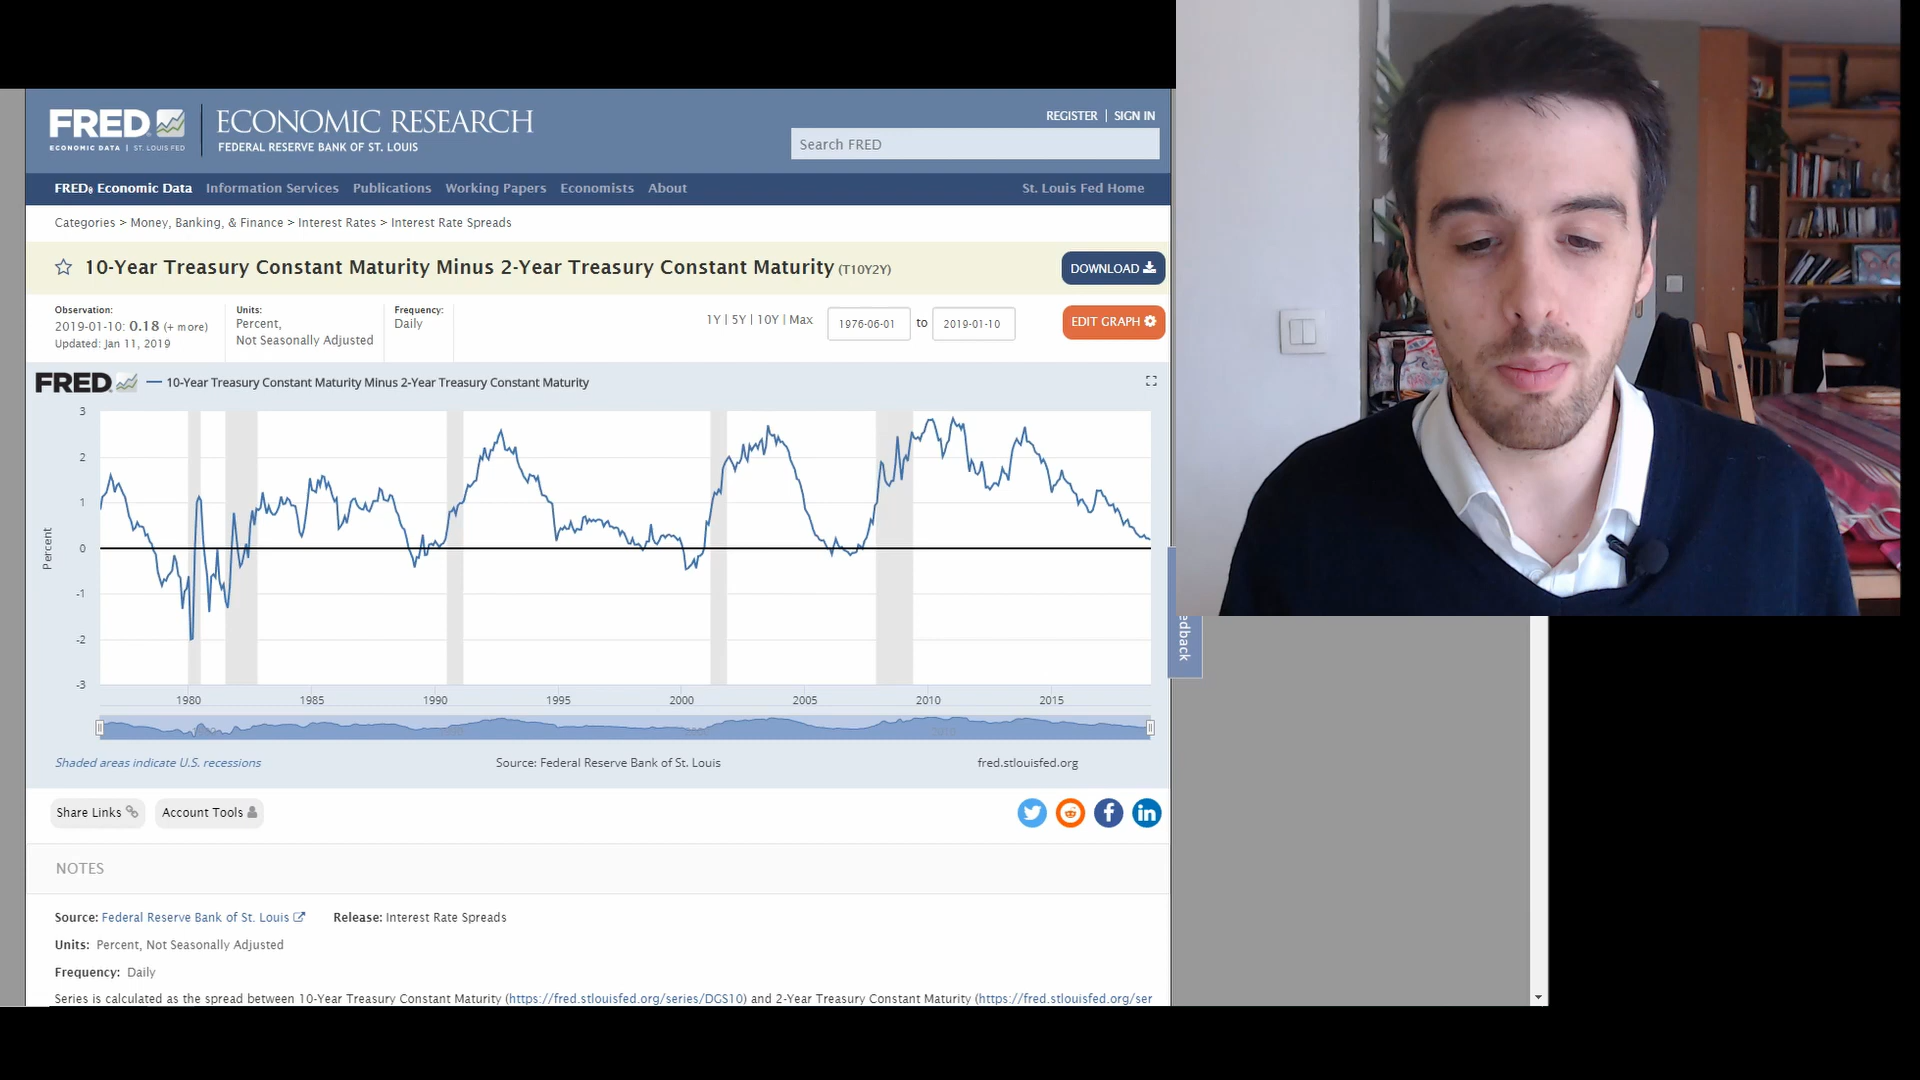 FRED
ECONOMIC DATA | ST. LOUIS FED
ECONOMIC RESEARCH
FEDERAL RESERVE BANK OF ST. LOUIS
REGISTER | SIGN IN
Search FRED
FRED® Economic Data Information Services Publications Working Papers Economists About St. Louis Fed Home
Categories > Money, Banking, & Finance > Interest Rates > Interest Rate Spreads
10-Year Treasury Constant Maturity Minus 2-Year Treasury Constant Maturity (T10Y2Y)
DOWNLOAD
Observation:
2019-01-10: 0.18 (+ more)
Updated: Jan 11, 2019
Units:
Percent,
Not Seasonally Adjusted
Frequency:
Daily
1Y | 5Y | 10Y | Max
1976-06-01 to 2019-01-10
EDIT GRAPH
FRED
10-Year Treasury Constant Maturity Minus 2-Year Treasury Constant Maturity
3
2
1
0
-1
-2
-3
Percent
1980 1985 1990 1995 2000 2005 2010 2015
Shaded areas indicate U.S. recessions
Source: Federal Reserve Bank of St. Louis
fred.stlouisfed.org
Share Links
Account Tools
NOTES
Source: Federal Reserve Bank of St. Louis Release: Interest Rate Spreads
Units: Percent, Not Seasonally Adjusted
Frequency: Daily
Series is calculated as the spread between 10-Year Treasury Constant Maturity (https://fred.stlouisfed.org/series/DGS10) and 2-Year Treasury Constant Maturity (https://fred.stlouisfed.org/ser
dback